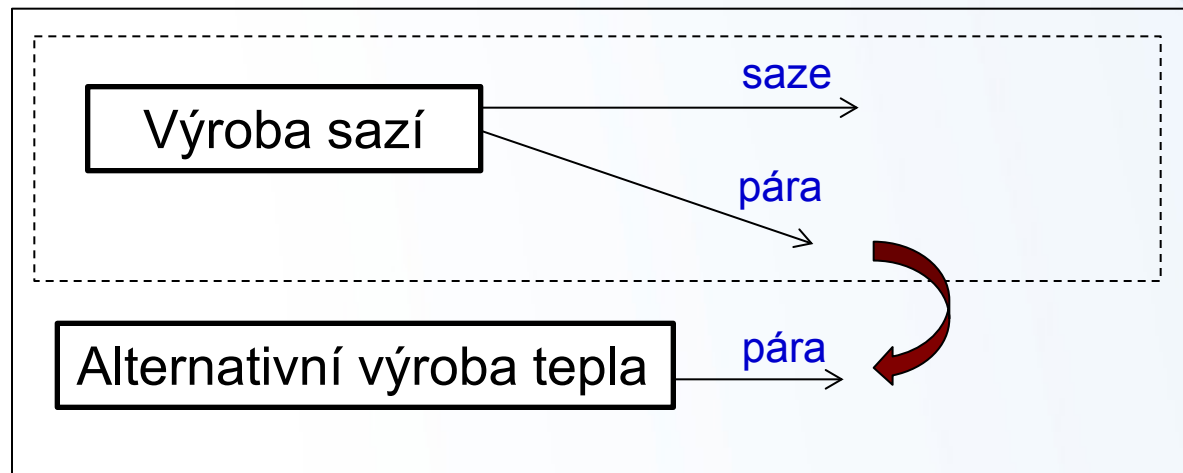 saze
Výroba sazí
pára
Alternativní výroba tepla
pára